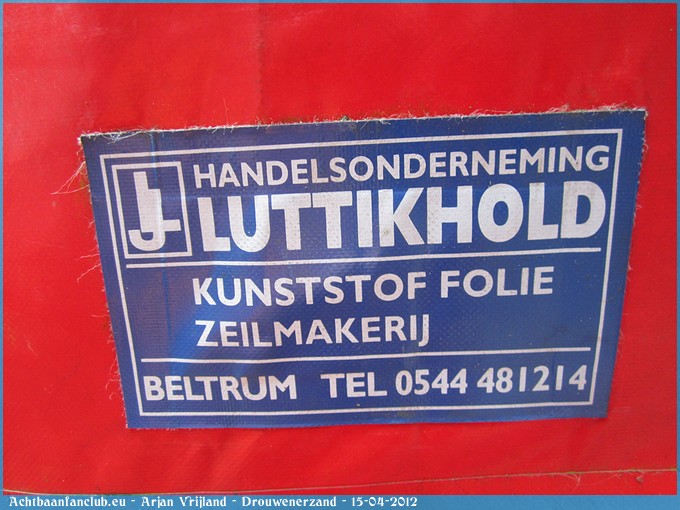 HANDELSONDERNEMING
LUTTIKHOLD
KUNSTSTOF FOLIE
ZEILMAKERIJ
BELTRUM TEL 0544 481214
Achtbaanfanclub.eu - Arjan Vrijland - Drouwenerzand - 15-04-2012